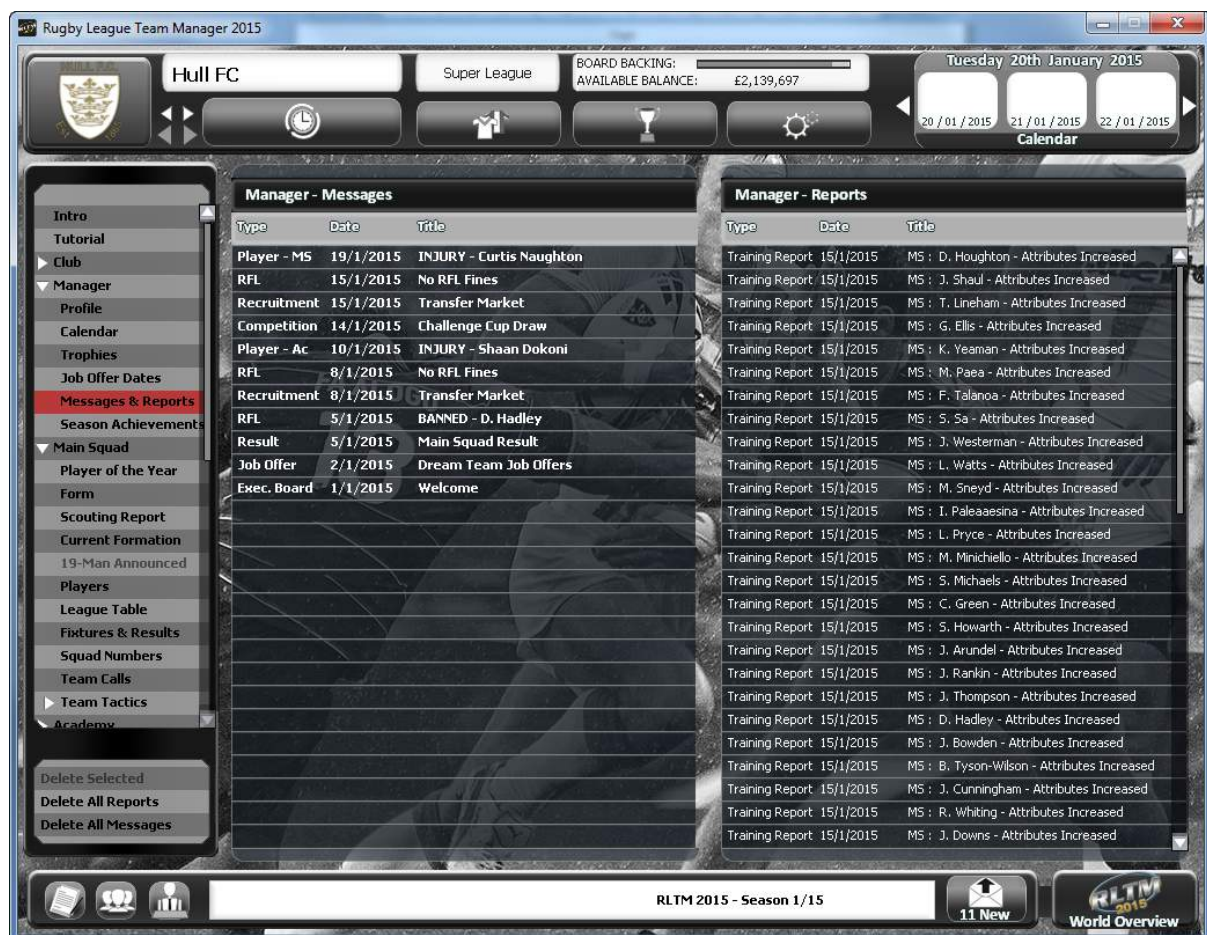 Rugby League Team Manager 2015
HULL F.C.
EST 1865
Hull FC
Super League
BOARD BACKING:
AVAILABLE BALANCE: £2,139,697
Tuesday 20th January 2015
20 / 01 / 2015 21 / 01 / 2015 22 / 01 / 2015
Calendar
Intro
Tutorial
Club
Manager
Profile
Calendar
Trophies
Job Offer Dates
Messages & Reports
Season Achievements
Main Squad
Player of the Year
Form
Scouting Report
Current Formation
19-Man Announced
Players
League Table
Fixtures & Results
Squad Numbers
Team Calls
Team Tactics
Academy
Delete Selected
Delete All Reports
Delete All Messages
Manager - Messages
Type Date Title
Player - MS 19/1/2015 INJURY - Curtis Naughton
RFL 15/1/2015 No RFL Fines
Recruitment 15/1/2015 Transfer Market
Competition 14/1/2015 Challenge Cup Draw
Player - Ac 10/1/2015 INJURY - Shaan Dokoni
RFL 8/1/2015 No RFL Fines
Recruitment 8/1/2015 Transfer Market
RFL 5/1/2015 BANNED - D. Hadley
Result 5/1/2015 Main Squad Result
Job Offer 2/1/2015 Dream Team Job Offers
Exec. Board 1/1/2015 Welcome
Manager - Reports
Type Date Title
Training Report 15/1/2015 MS : D. Houghton - Attributes Increased
Training Report 15/1/2015 MS : J. Shaul - Attributes Increased
Training Report 15/1/2015 MS : T. Lineham - Attributes Increased
Training Report 15/1/2015 MS : G. Ellis - Attributes Increased
Training Report 15/1/2015 MS : K. Yeaman - Attributes Increased
Training Report 15/1/2015 MS : M. Paea - Attributes Increased
Training Report 15/1/2015 MS : F. Talanoa - Attributes Increased
Training Report 15/1/2015 MS : S. Sa - Attributes Increased
Training Report 15/1/2015 MS : J. Westerman - Attributes Increased
Training Report 15/1/2015 MS : L. Watts - Attributes Increased
Training Report 15/1/2015 MS : M. Sneyd - Attributes Increased
Training Report 15/1/2015 MS : I. Paleaaesina - Attributes Increased
Training Report 15/1/2015 MS : L. Pryce - Attributes Increased
Training Report 15/1/2015 MS : M. Minichiello - Attributes Increased
Training Report 15/1/2015 MS : S. Michaels - Attributes Increased
Training Report 15/1/2015 MS : C. Green - Attributes Increased
Training Report 15/1/2015 MS : S. Howarth - Attributes Increased
Training Report 15/1/2015 MS : J. Arundel - Attributes Increased
Training Report 15/1/2015 MS : J. Rankin - Attributes Increased
Training Report 15/1/2015 MS : J. Thompson - Attributes Increased
Training Report 15/1/2015 MS : D. Hadley - Attributes Increased
Training Report 15/1/2015 MS : J. Bowden - Attributes Increased
Training Report 15/1/2015 MS : B. Tyson-Wilson - Attributes Increased
Training Report 15/1/2015 MS : J. Cunningham - Attributes Increased
Training Report 15/1/2015 MS : R. Whiting - Attributes Increased
Training Report 15/1/2015 MS : J. Downs - Attributes Increased
RLTM 2015 - Season 1/15
11 New
RLTM
2015
World Overview